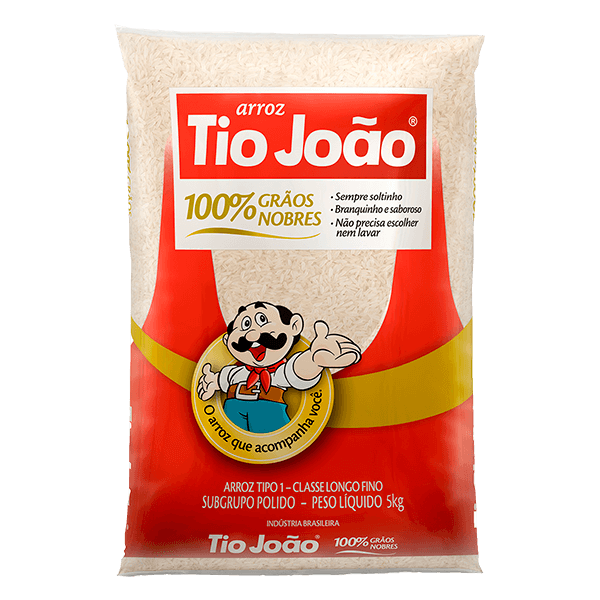 arroz
Tio João®
100% GRÃOS NOBRES
· Sempre soltinho
· Branquinho e saboroso
· Não precisa escolher
nem lavar
O arroz que acompanha você.
ARROZ TIPO 1 – CLASSE LONGO FINO
SUBGRUPO POLIDO – PESO LÍQUIDO 5kg
INDÚSTRIA BRASILEIRA
Tio João® 100% GRÃOS NOBRES